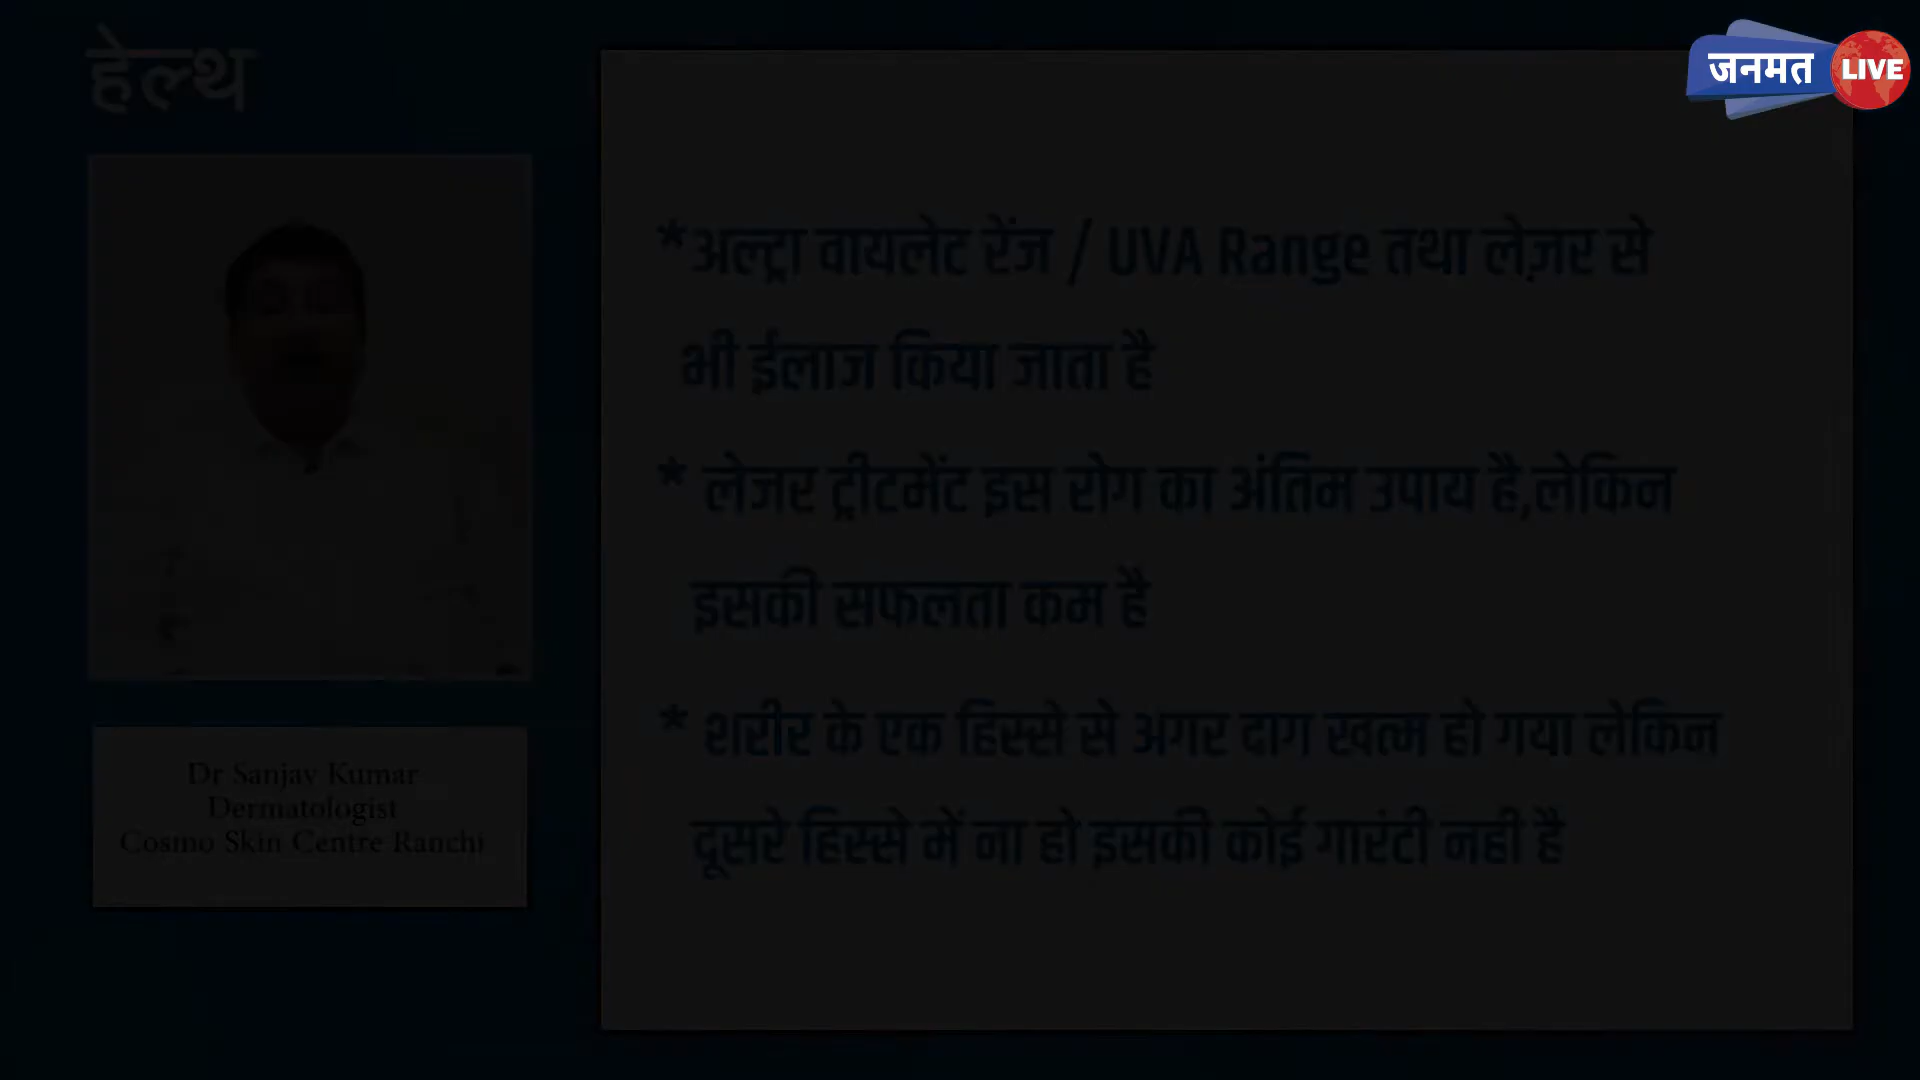 हेल्थ
जनमत LIVE
*अल्ट्रा वायलेट रेंज / UVA Range तथा लेज़र से
भी ईलाज किया जाता है
* लेजर ट्रीटमेंट इस रोग का अंतिम उपाय है,लेकिन
इसकी सफलता कम है
* शरीर के एक हिस्से से अगर दाग़ खत्म हो गया लेकिन
दूसरे हिस्से में ना हो इसकी कोई गारंटी नही है
Dr Sanjay Kumar
Dermatologist
Cosmo Skin Centre Ranchi